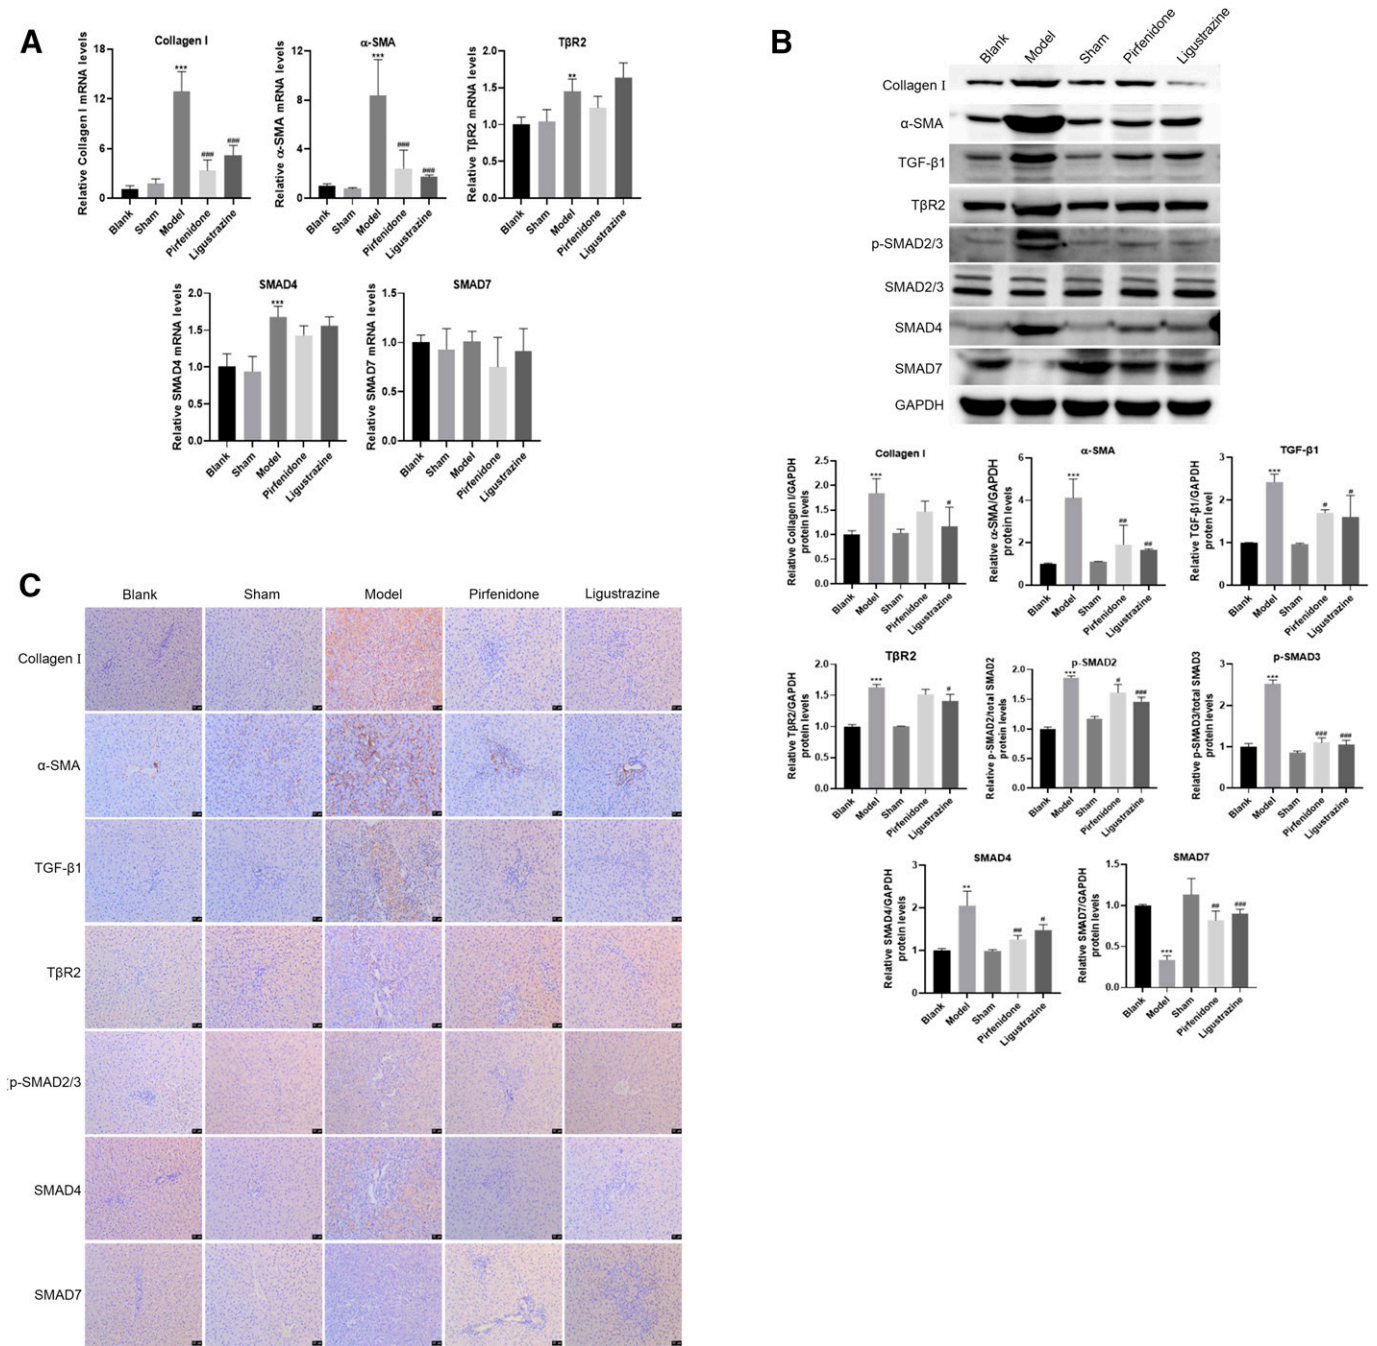 A
Collagen I
Relative Collagen I mRNA levels
18
12
6
0
Blank
Sham
Model
Pirfenidone
Ligustrazine
***
###
###
α-SMA
Relative α-SMA mRNA levels
12
8
4
0
Blank
Sham
Model
Pirfenidone
Ligustrazine
***
###
###
TβR2
Relative TβR2 mRNA levels
2.0
1.5
1.0
0.5
0.0
Blank
Sham
Model
Pirfenidone
Ligustrazine
**
SMAD4
Relative SMAD4 mRNA levels
2.0
1.5
1.0
0.5
0.0
Blank
Sham
Model
Pirfenidone
Ligustrazine
***
SMAD7
Relative SMAD7 mRNA levels
1.5
1.0
0.5
0.0
Blank
Sham
Model
Pirfenidone
Ligustrazine
B
Blank
Model
Sham
Pirfenidone
Ligustrazine
Collagen I
α-SMA
TGF-β1
TβR2
p-SMAD2/3
SMAD2/3
SMAD4
SMAD7
GAPDH
Collagen I
Relative Collagen I/GAPDH
protein levels
2.5
2.0
1.5
1.0
0.5
0.0
Blank
Model
Sham
Pirfenidone
Ligustrazine
***
#
α-SMA
Relative α-SMA/GAPDH
protein levels
6
4
2
0
Blank
Model
Sham
Pirfenidone
Ligustrazine
***
##
##
TGF-β1
Relative TGF-β1/GAPDH
proten level
3
2
1
0
Blank
Model
Sham
Pirfenidone
Ligustrazine
***
#
#
TβR2
Relative TβR2/GAPDH
protein levels
2.0
1.5
1.0
0.5
0.0
Blank
Model
Sham
Pirfenidone
Ligustrazine
***
#
p-SMAD2
Relative p-SMAD2/total SMAD2
protein levels
2.0
1.5
1.0
0.5
0.0
Blank
Model
Sham
Pirfenidone
Ligustrazine
***
#
###
p-SMAD3
Relative p-SMAD3/total SMAD3
protein levels
3
2
1
0
Blank
Model
Sham
Pirfenidone
Ligustrazine
***
###
###
SMAD4
Relative SMAD4/GAPDH
protein levels
3
2
1
0
Blank
Model
Sham
Pirfenidone
Ligustrazine
**
##
#
SMAD7
Relative SMAD7/GAPDH
protein levels
1.5
1.0
0.5
0.0
Blank
Model
Sham
Pirfenidone
Ligustrazine
***
##
###
C
Blank
Sham
Model
Pirfenidone
Ligustrazine
Collagen I
α-SMA
TGF-β1
TβR2
p-SMAD2/3
SMAD4
SMAD7